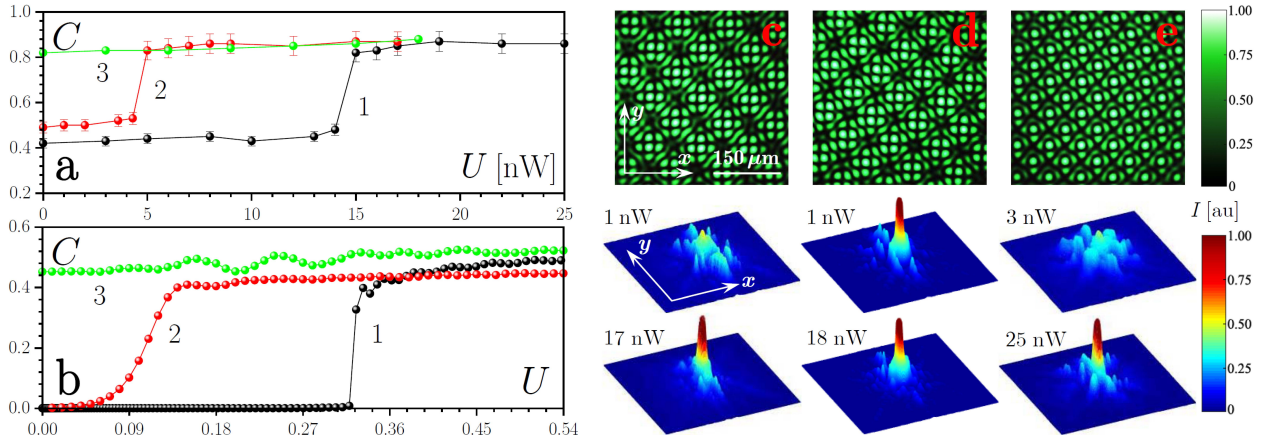 1.0
0.8
0.6
0.4
0.2
C
3
2
1
a
U [nW]
0 5 10 15 20 25
0.6
0.4
0.2
0.0
C
3
2
1
b
U
0.00 0.09 0.18 0.27 0.36 0.45 0.54
c
y
x
150 μm
d
e
1.00
0.75
0.50
0.25
0
1 nW
y
x
1 nW
3 nW
I [au]
1.00
0.75
0.50
0.25
0
17 nW
18 nW
25 nW